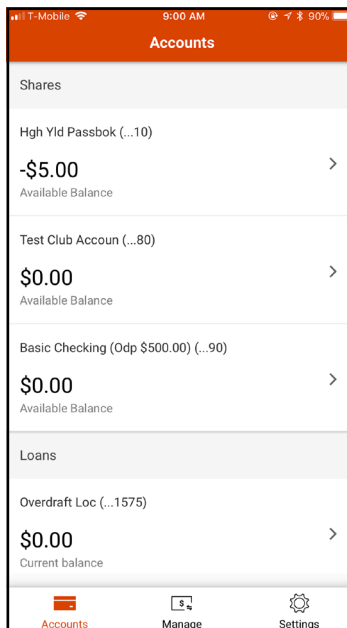 T-Mobile 9:00 AM 90%
Accounts
Shares
Hgh Yld Passbok (...10)
-$5.00
Available Balance
Test Club Accoun (...80)
$0.00
Available Balance
Basic Checking (Odp $500.00) (...90)
$0.00
Available Balance
Loans
Overdraft Loc (...1575)
$0.00
Current balance
Accounts Manage Settings